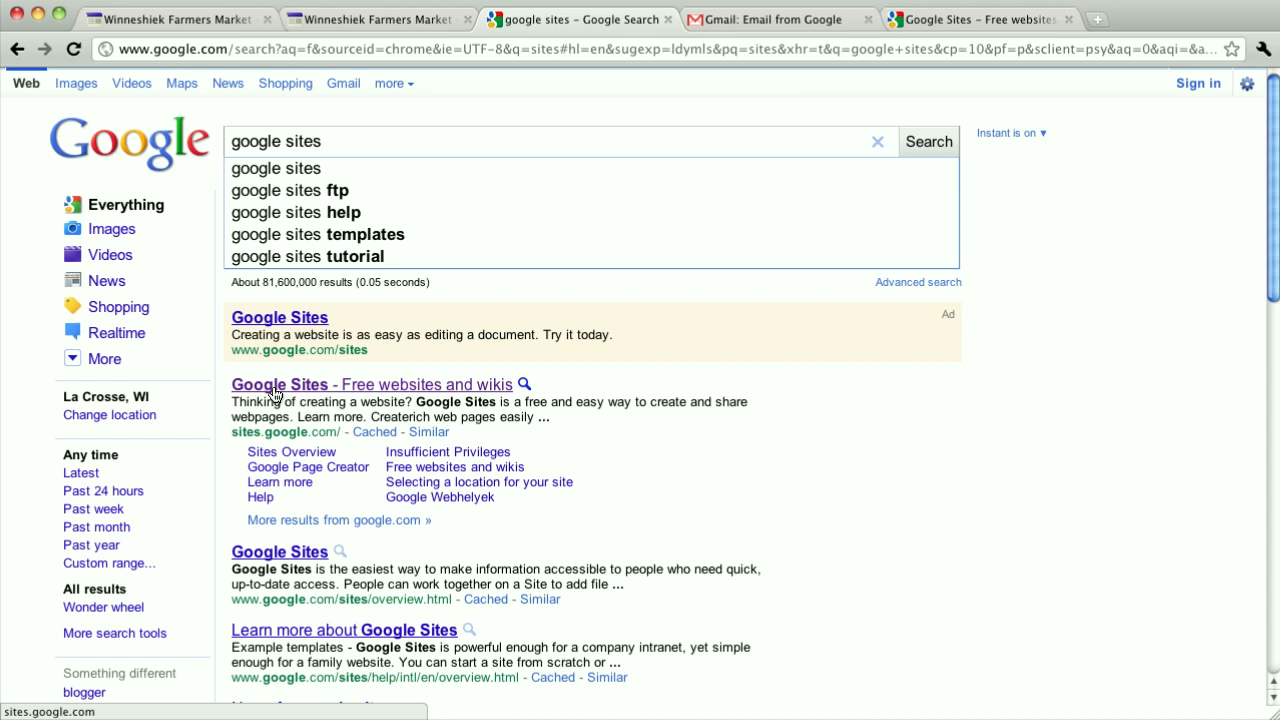 Winneshiek Farmers Market
Winneshiek Farmers Market
google sites - Google Search
Gmail: Email from Google
Google Sites - Free websites
www.google.com/search?aq=f&sourceid=chrome&ie=UTF-8&q=sites#hl=en&sugexp=ldymls&pq=sites&xhr=t&q=google+sites&cp=10&pf=p&sclient=psy&aq=0&aqi=&a...
Web Images Videos Maps News Shopping Gmail more
Sign in
Google
google sites
Search
Instant is on ▼
google sites
google sites ftp
google sites help
google sites templates
google sites tutorial
About 81,600,000 results (0.05 seconds)
Advanced search
Everything
Images
Videos
News
Shopping
Realtime
More
La Crosse, WI
Change location
Any time
Latest
Past 24 hours
Past week
Past month
Past year
Custom range...
All results
Wonder wheel
More search tools
Something different
blogger
Google Sites
Ad
Creating a website is as easy as editing a document. Try it today.
www.google.com/sites
Google Sites - Free websites and wikis
Thinking of creating a website? Google Sites is a free and easy way to create and share
webpages. Learn more. Createrich web pages easily ...
sites.google.com/ - Cached - Similar
Sites Overview
Google Page Creator
Learn more
Help
Insufficient Privileges
Free websites and wikis
Selecting a location for your site
Google Webhelyek
More results from google.com »
Google Sites
Google Sites is the easiest way to make information accessible to people who need quick,
up-to-date access. People can work together on a Site to add file ...
www.google.com/sites/overview.html - Cached - Similar
Learn more about Google Sites
Example templates - Google Sites is powerful enough for a company intranet, yet simple
enough for a family website. You can start a site from scratch or ...
www.google.com/sites/help/intl/en/overview.html - Cached - Similar
sites.google.com